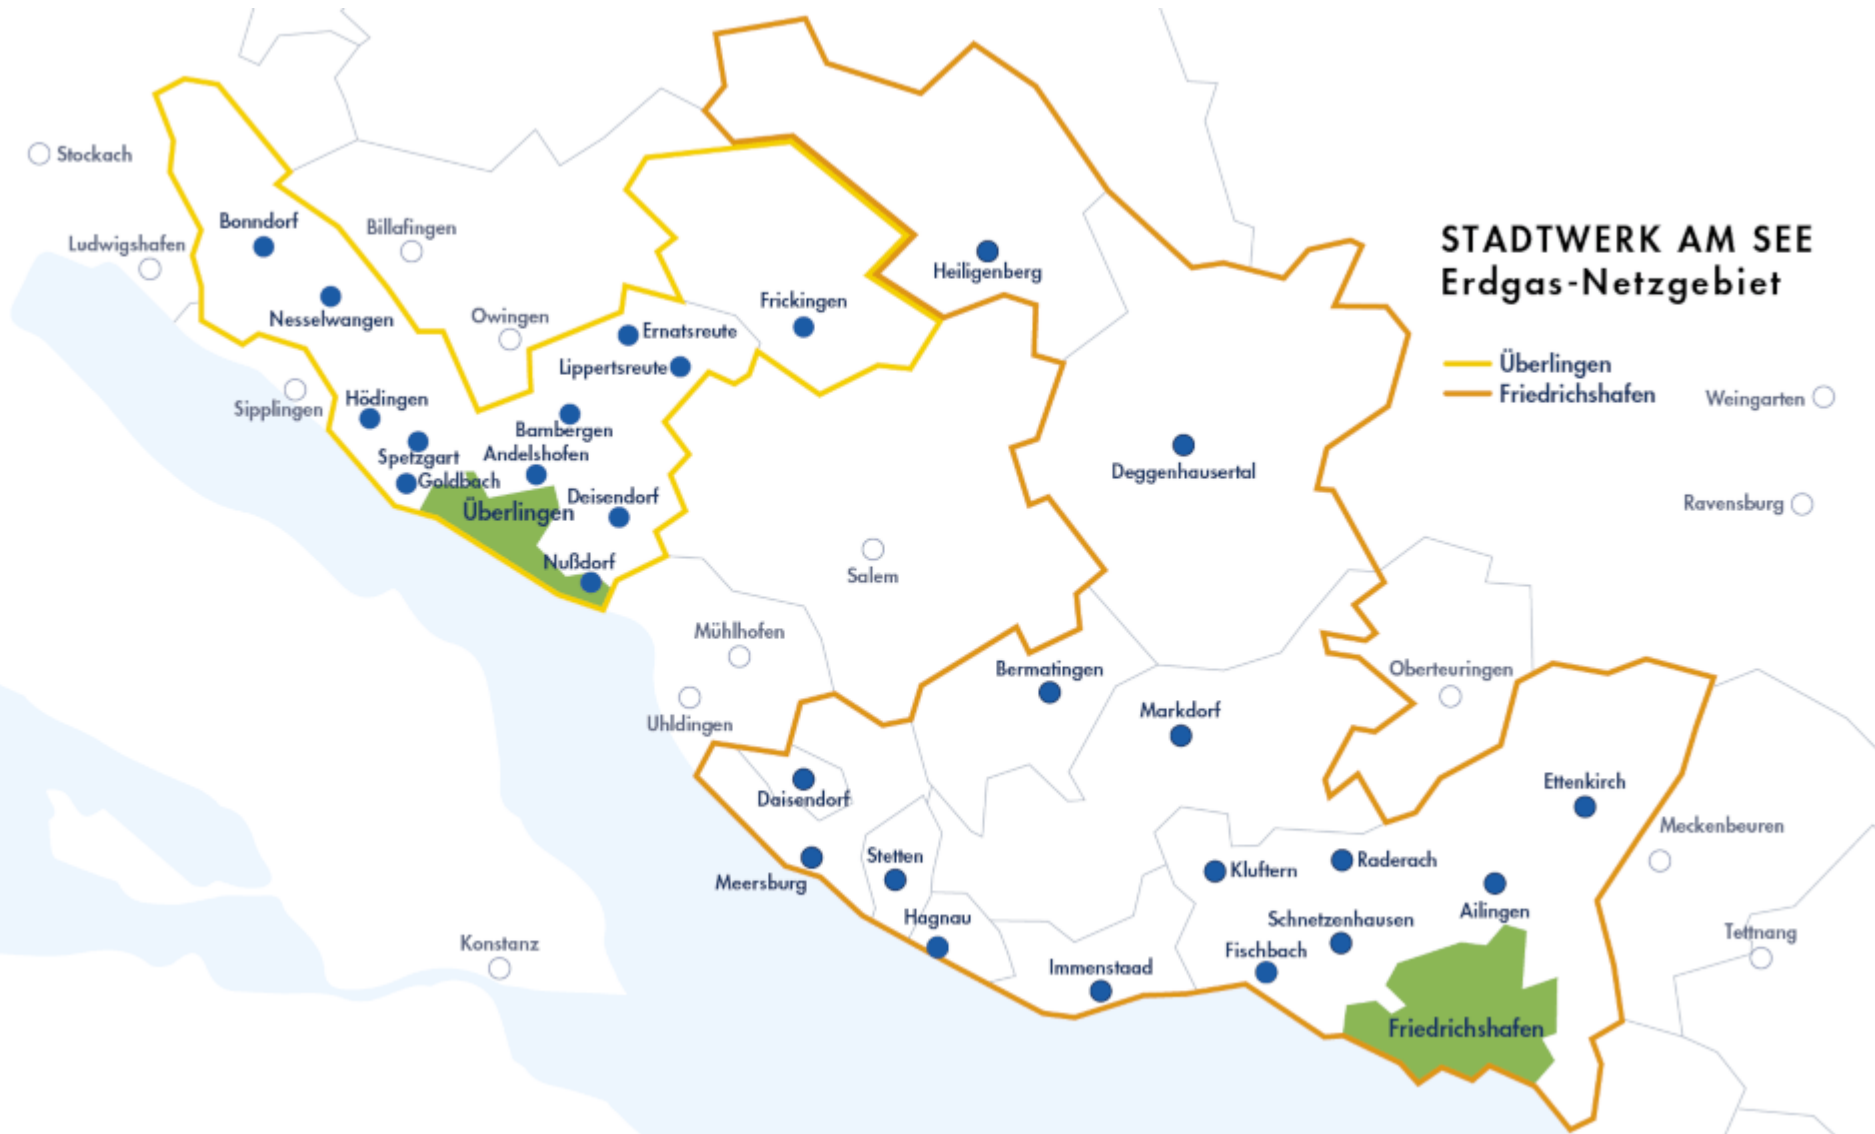 STADTWERK AM SEE
Erdgas-Netzgebiet
Überlingen
Friedrichshafen
Stockach
Bonndorf
Billafingen
Ludwigshafen
Heiligenberg
Frickingen
Nesselwangen
Owingen
Ernatsreute
Lippertsreute
Hödingen
Sipplingen
Weingarten
Bambergen
Spetzgart
Andelshofen
Goldbach
Deggenhausertal
Deisendorf
Überlingen
Ravensburg
Nußdorf
Salem
Mühlhofen
Bermatingen
Oberteuringen
Uhldingen
Markdorf
Ettenkirch
Daisendorf
Meckenbeuren
Stetten
Raderach
Kluftern
Meersburg
Hagnau
Schnetzenhausen
Ailingen
Tettnang
Konstanz
Fischbach
Immenstaad
Friedrichshafen